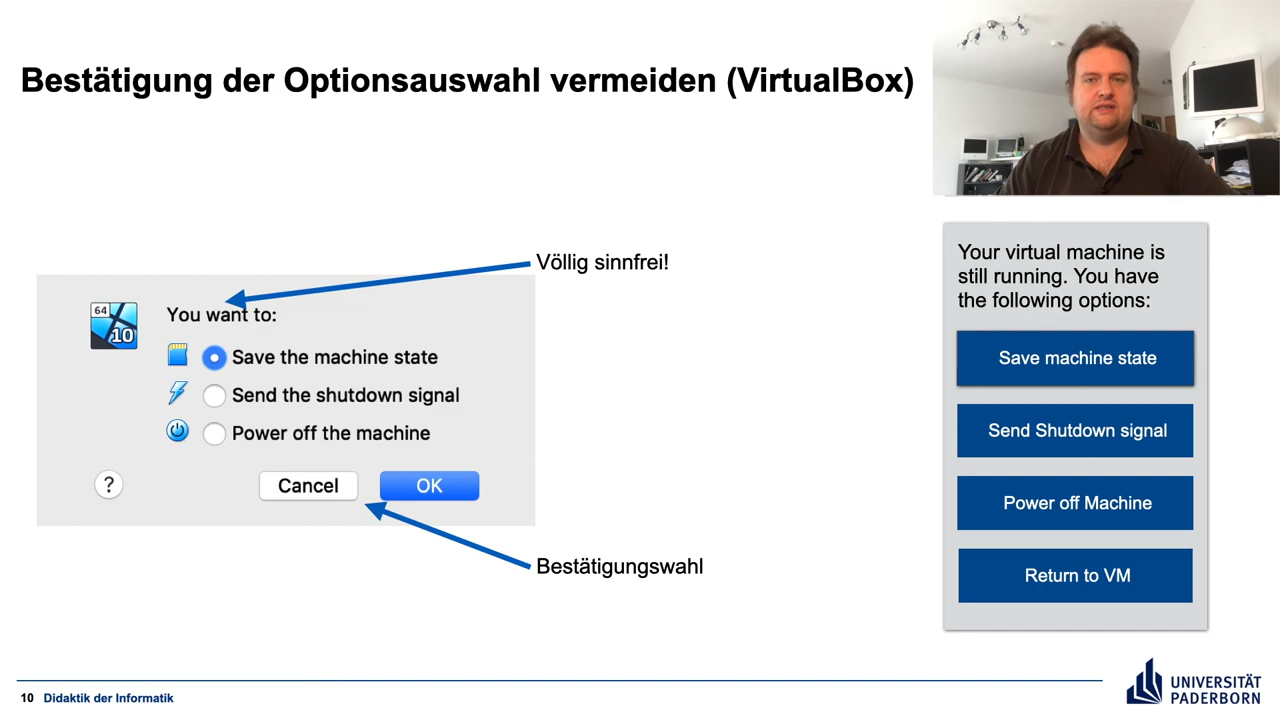 Bestätigung der Optionsauswahl vermeiden (VirtualBox)
Völlig sinnfrei!
64
10
You want to:
Save the machine state
Send the shutdown signal
Power off the machine
?
Cancel
OK
Bestätigungswahl
Your virtual machine is
still running. You have
the following options:
Save machine state
Send Shutdown signal
Power off Machine
Return to VM
10 Didaktik der Informatik
UNIVERSITÄT
PADERBORN